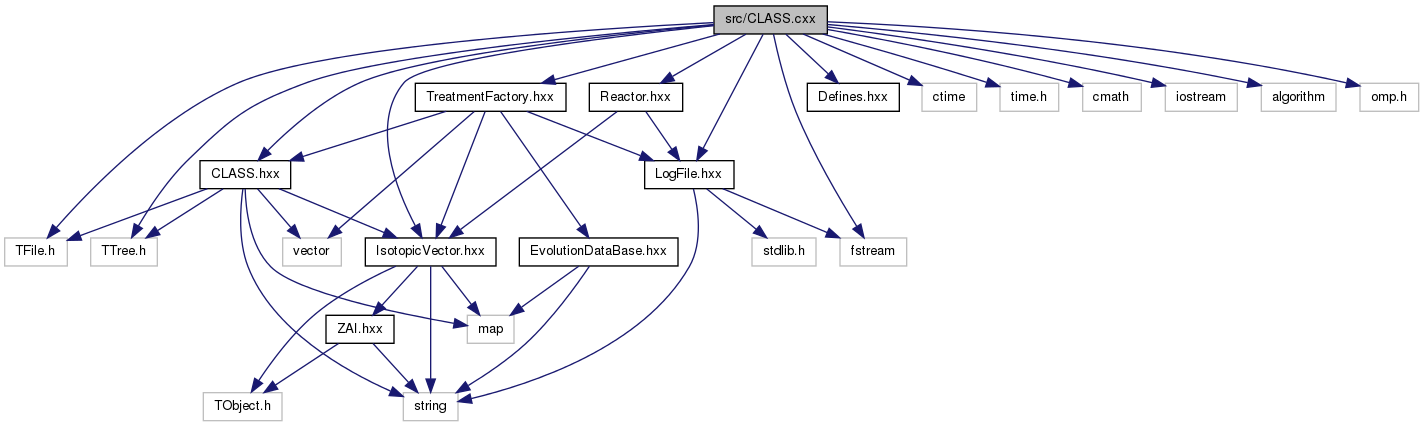 src/CLASS.cxx
TreatmentFactory.hxx
Reactor.hxx
Defines.hxx
ctime
time.h
cmath
iostream
algorithm
omp.h
CLASS.hxx
LogFile.hxx
TFile.h
TTree.h
vector
IsotopicVector.hxx
EvolutionDataBase.hxx
stdlib.h
fstream
ZAI.hxx
map
TObject.h
string